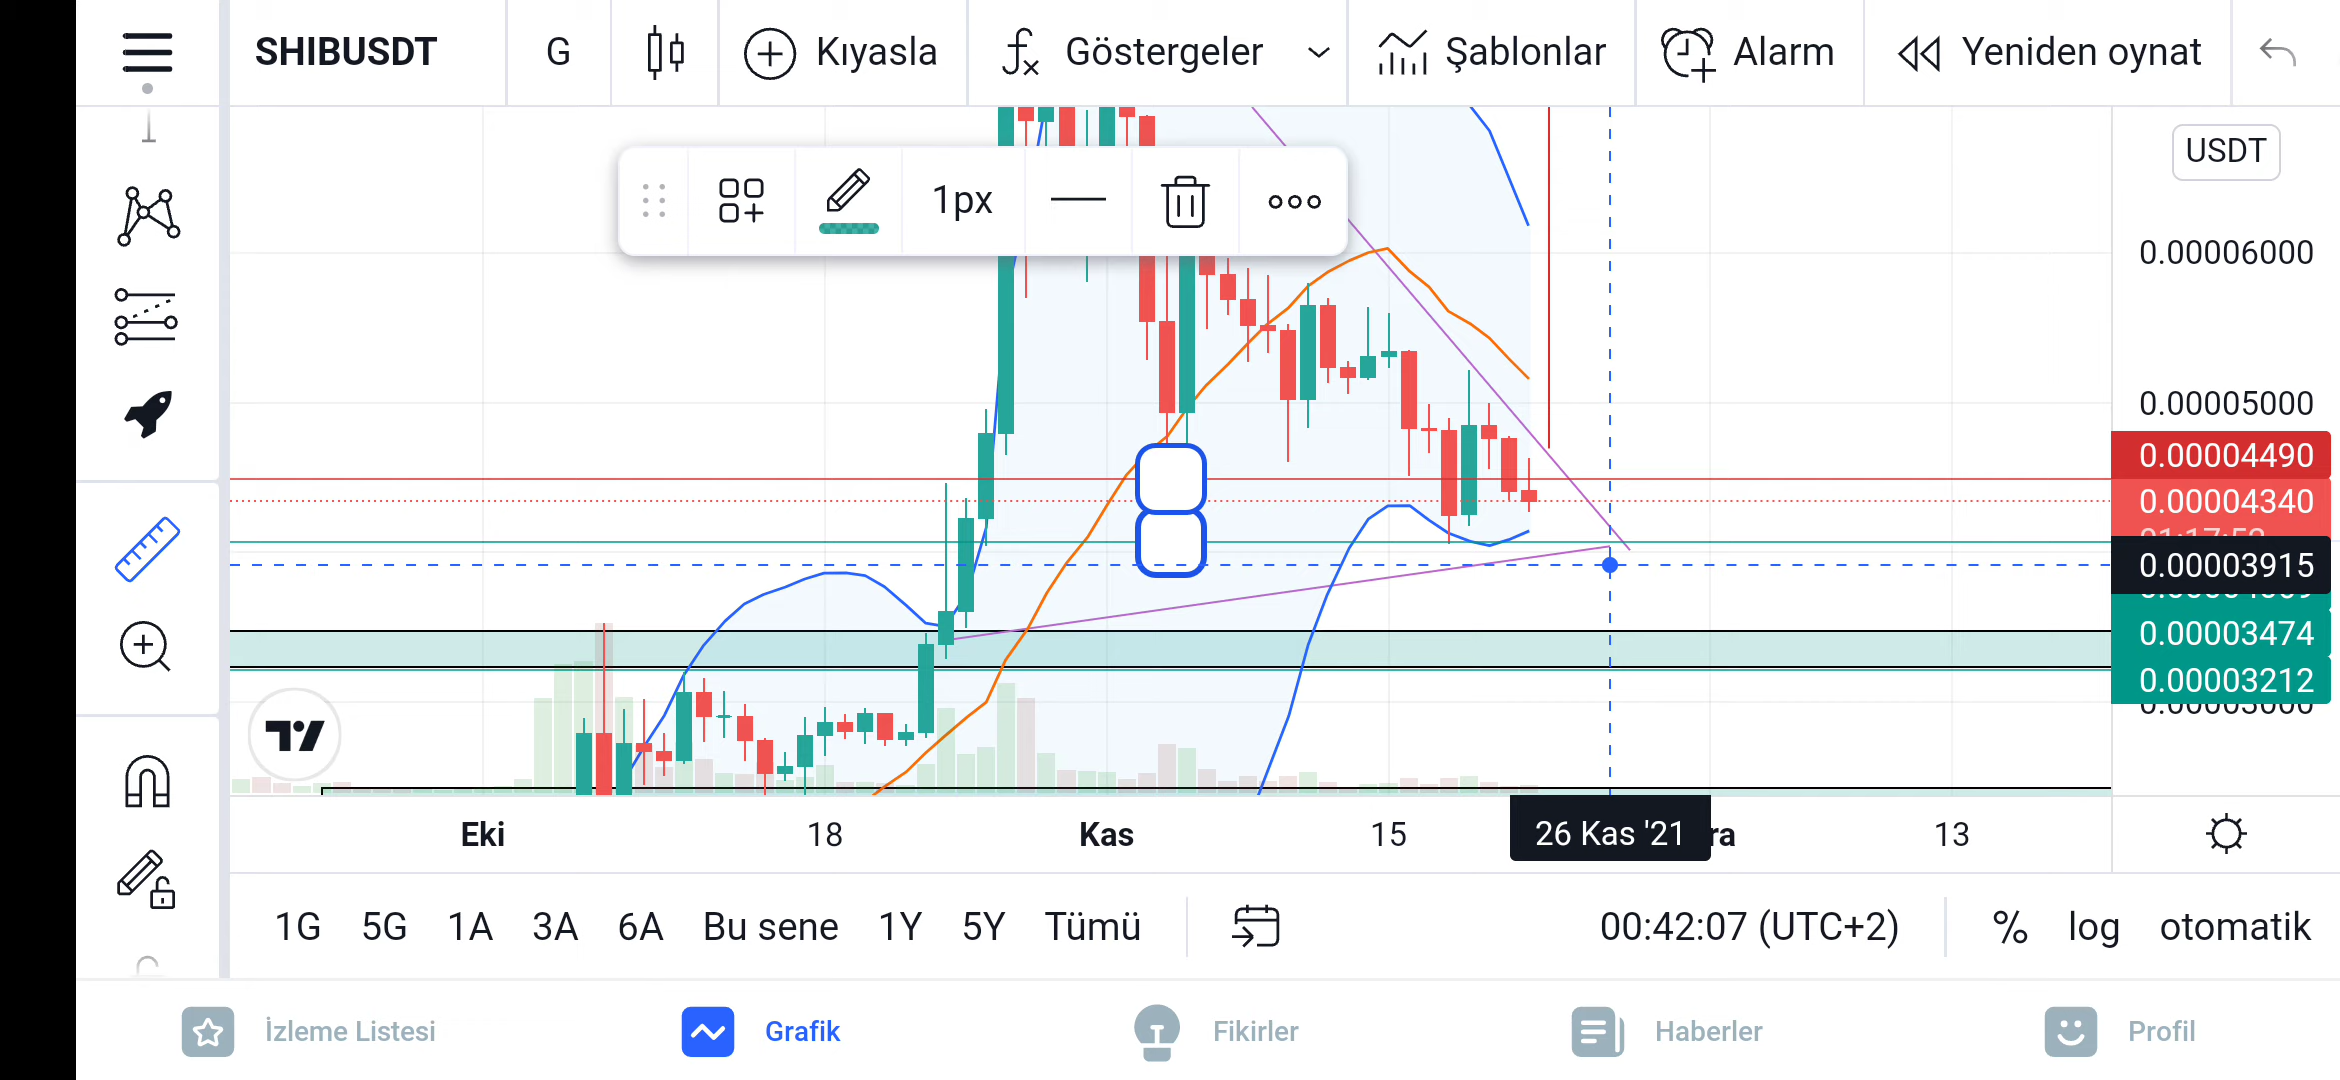 SHIBUSDT
G
Kıyasla
Göstergeler
Şablonlar
Alarm
Yeniden oynat
1px
USDT
0.00006000
0.00005000
0.00004490
0.00004340
0.00003915
0.00003474
0.00003212
Eki
18
Kas
15
26 Kas '21
13
1G
5G
1A
3A
6A
Bu sene
1Y
5Y
Tümü
00:42:07 (UTC+2)
%
log
otomatik
İzleme Listesi
Grafik
Fikirler
Haberler
Profil